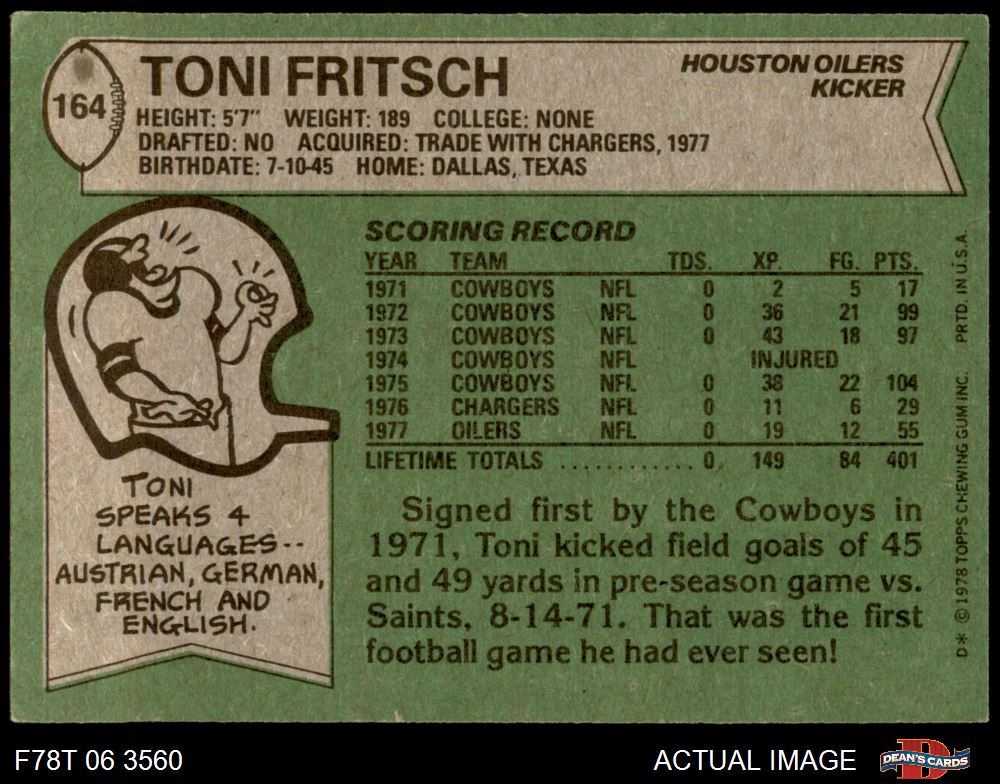 164
TONI FRITSCH
HOUSTON OILERS
KICKER
HEIGHT: 5'7" WEIGHT: 189 COLLEGE: NONE
DRAFTED: NO ACQUIRED: TRADE WITH CHARGERS, 1977
BIRTHDATE: 7-10-45 HOME: DALLAS, TEXAS
SCORING RECORD
YEAR TEAM TDS. XP. FG. PTS.
1971 COWBOYS NFL 0 2 5 17
1972 COWBOYS NFL 0 36 21 99
1973 COWBOYS NFL 0 43 18 97
1974 COWBOYS NFL INJURED
1975 COWBOYS NFL 0 38 22 104
1976 CHARGERS NFL 0 11 6 29
1977 OILERS NFL 0 19 12 55
LIFETIME TOTALS ............ 0 149 84 401
TONI
SPEAKS 4
LANGUAGES--
AUSTRIAN, GERMAN,
FRENCH AND
ENGLISH.
Signed first by the Cowboys in
1971, Toni kicked field goals of 45
and 49 yards in pre-season game vs.
Saints, 8-14-71. That was the first
football game he had ever seen!
D* © 1978 TOPPS CHEWING GUM INC. PRTD. IN U.S.A.
F78T 06 3560
ACTUAL IMAGE
D
DEAN'S CARDS